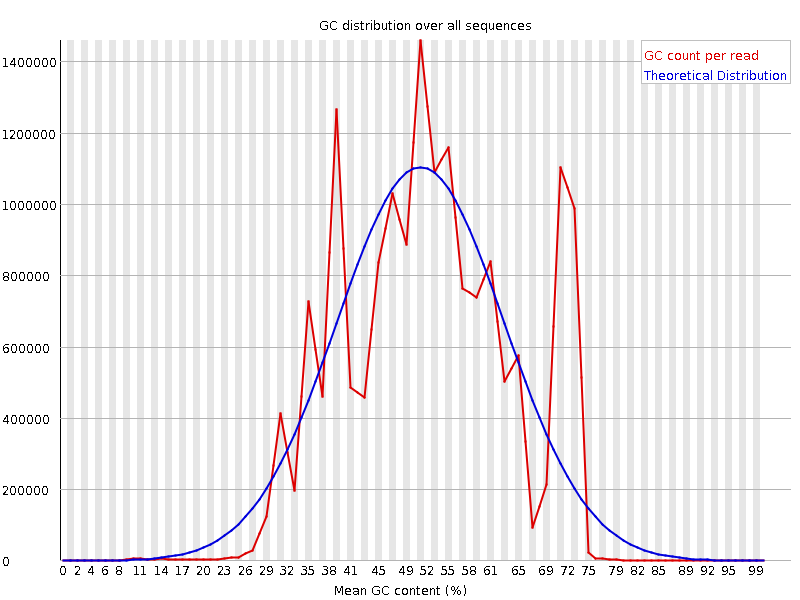 GC distribution over all sequences
GC count per read
Theoretical Distribution
1400000
1200000
1000000
800000
600000
400000
200000
0
0 2 4 6 8 11 14 17 20 23 26 29 32 35 38 41 45 49 52 55 58 61 65 69 72 75 79 82 85 89 92 95 99
Mean GC content (%)